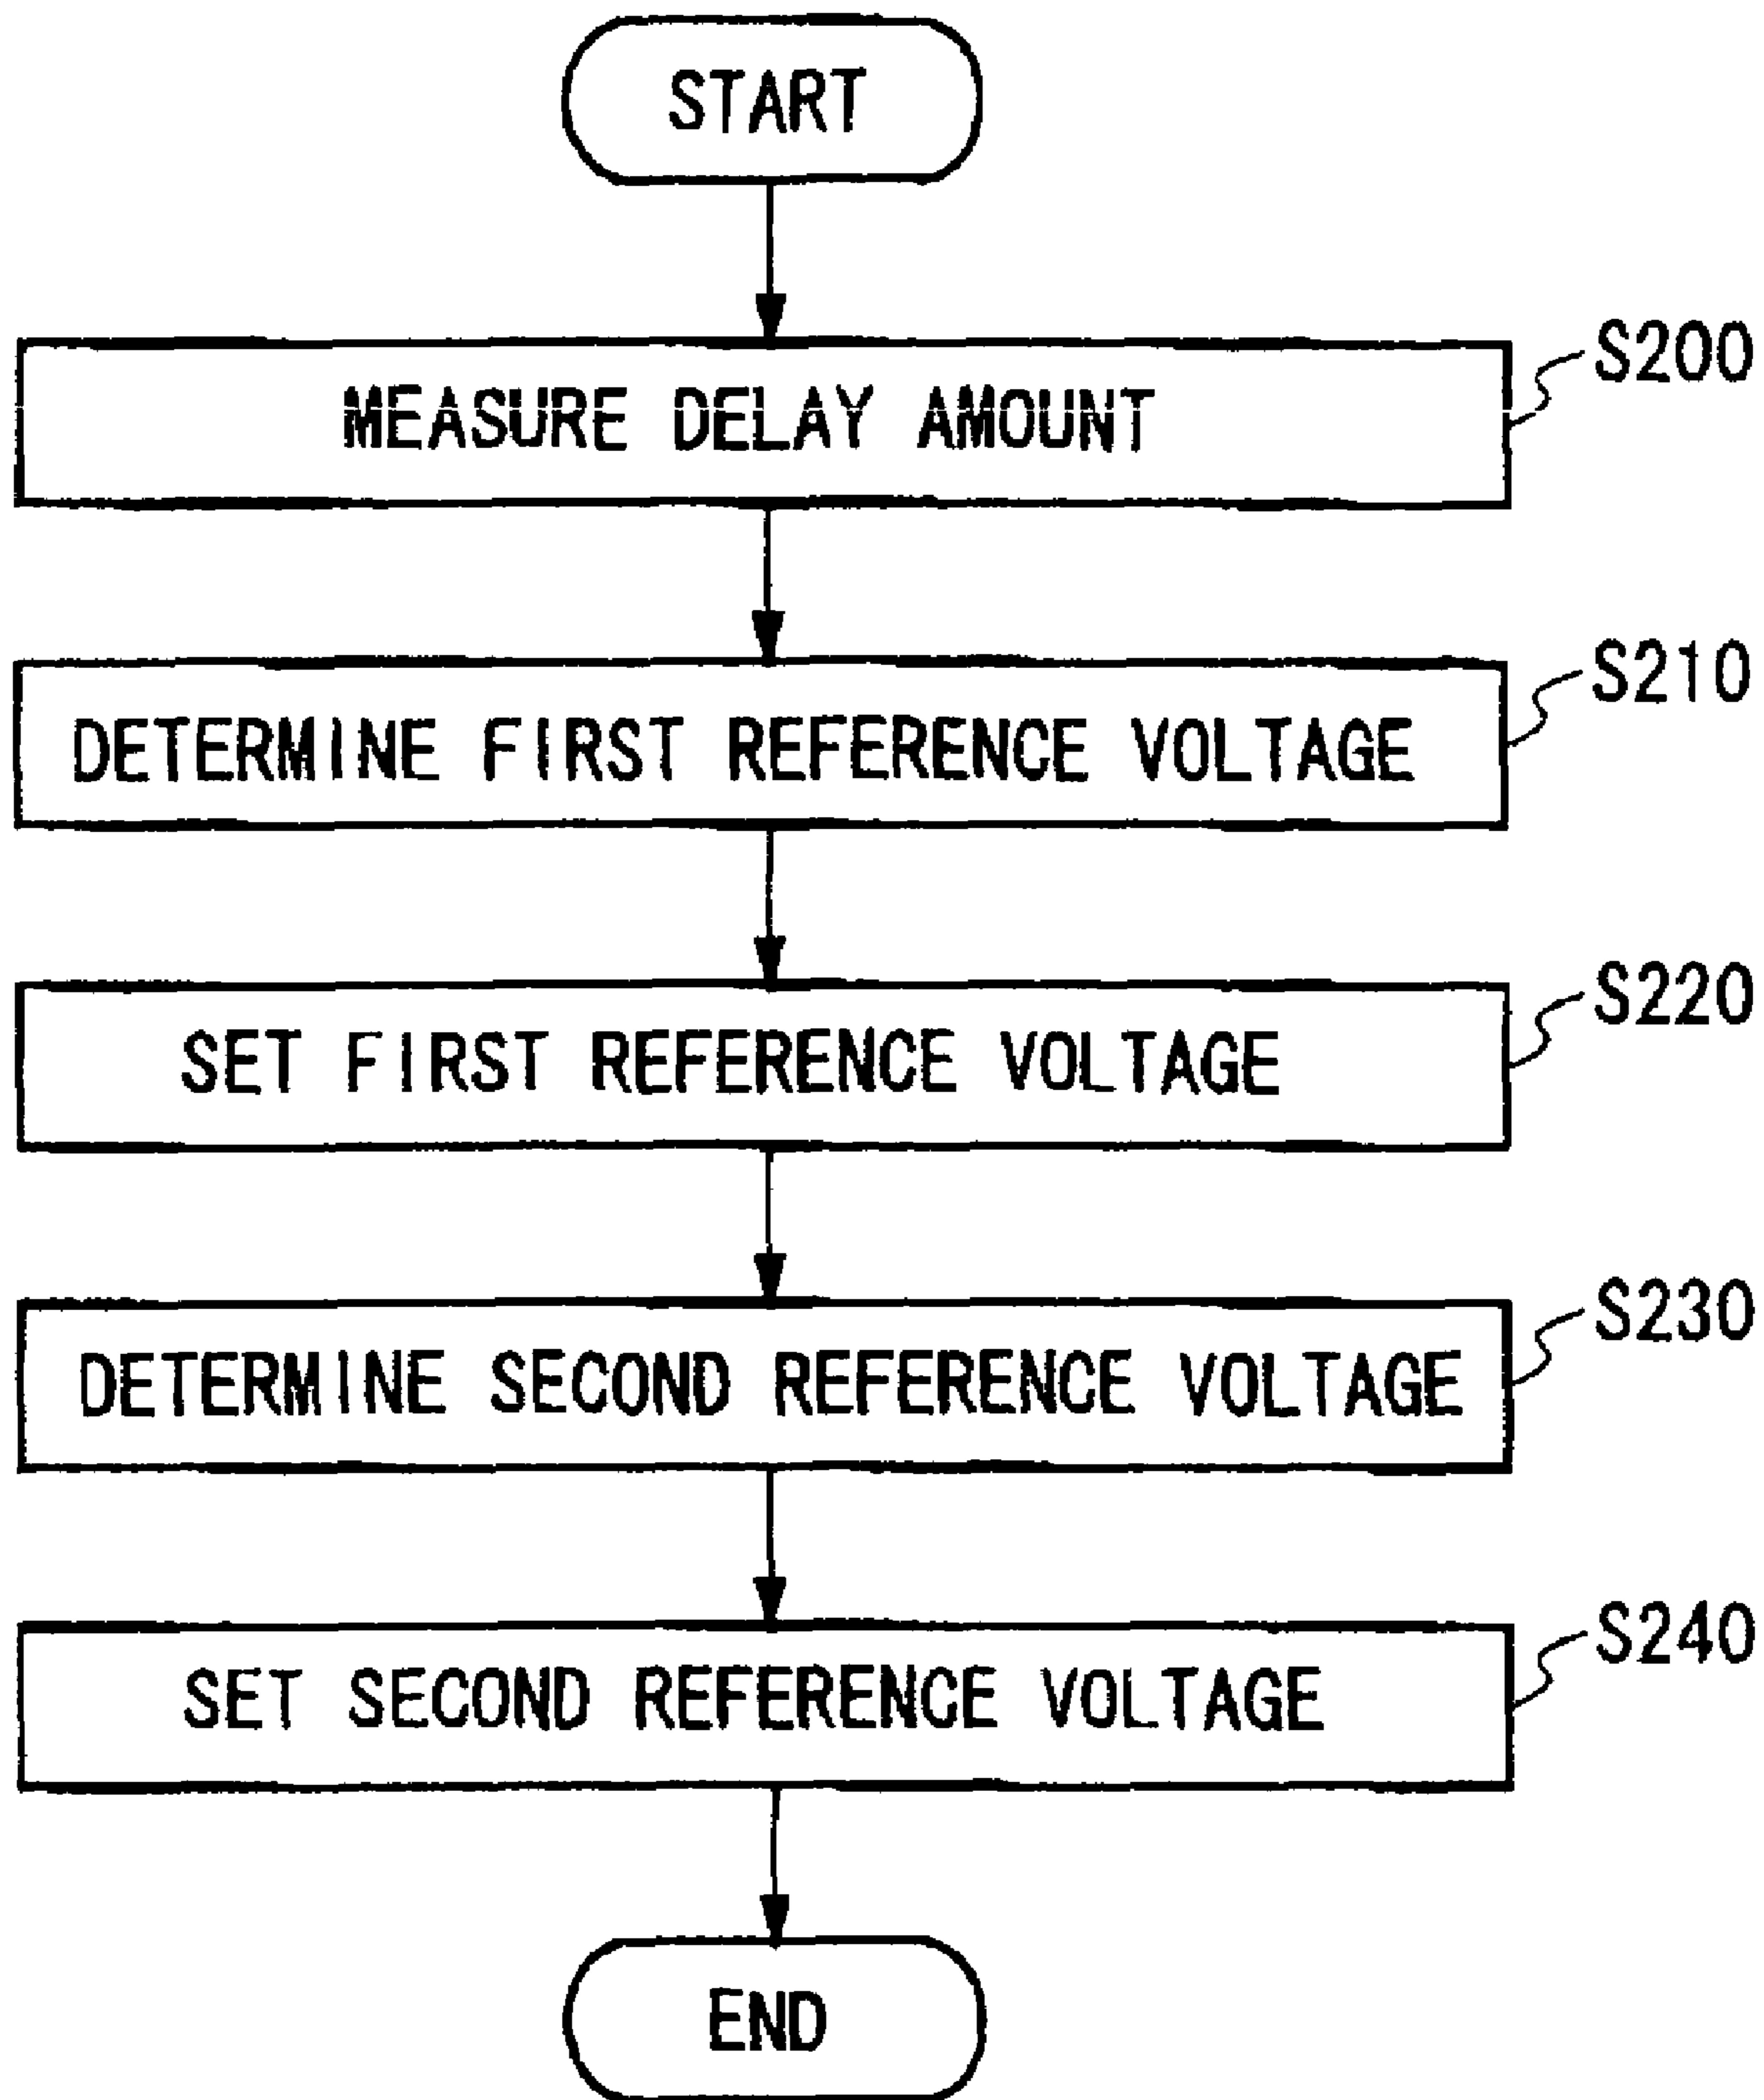 START
S200
MEASURE DELAY AMOUNT
S210
DETERMINE FIRST REFERENCE VOLTAGE
S220
SET FIRST REFERENCE VOLTAGE
S230
DETERMINE SECOND REFERENCE VOLTAGE
S240
SET SECOND REFERENCE VOLTAGE
END